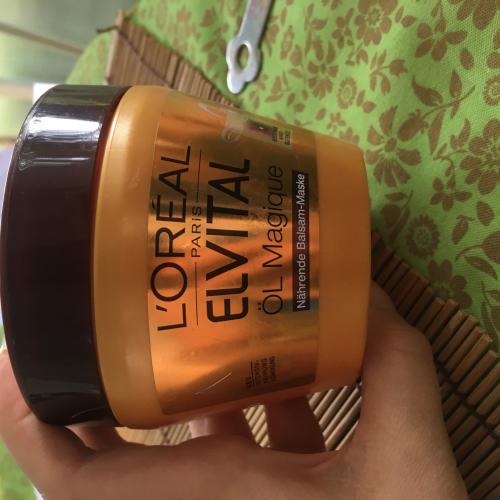 L'ORÉAL
PARIS
ELVITAL
ÖL Magique
Nährende Balsam-Maske